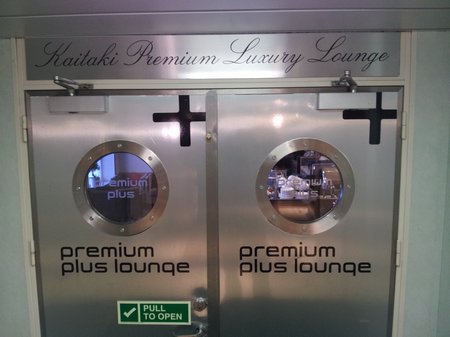 Kaitaki Premium Luxury Lounge
premium
plus
premium
plus lounge
premium
plus lounge
PULL
TO OPEN